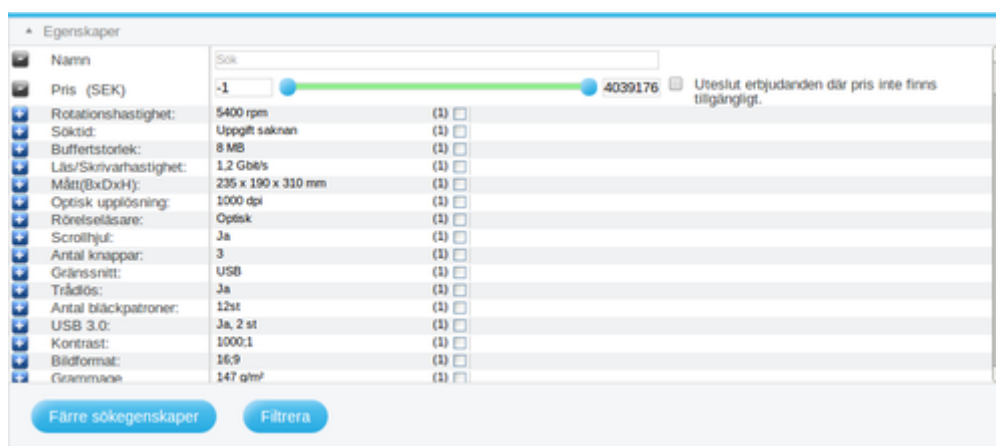 Egenskaper
Namn Sök
Pris (SEK) -1 4039176 Uteslut erbjudanden där pris inte finns
tillgängligt.
Rotationshastighet: 5400 rpm (1)
Söktid: Uppgift saknan (1)
Buffertstorlek: 8 MB (1)
Läs/Skrivarhastighet: 1,2 Gbit/s (1)
Mått(BxDxH): 235 x 190 x 310 mm (1)
Optisk upplösning: 1000 dpi (1)
Rörelseläsare: Optisk (1)
Scrollhjul: Ja (1)
Antal knappar: 3 (1)
Gränssnitt: USB (1)
Trådlös: Ja (1)
Antal bläckpatroner: 12st (1)
USB 3.0: Ja, 2 st (1)
Kontrast: 1000;1 (1)
Bildformat: 16;9 (1)
Grammage 147 g/m² (1)
Färre sökegenskaper Filtrera